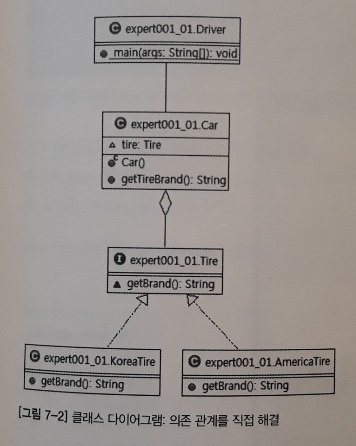 C expert001_01.Driver
main(args: String[]): void
C expert001_01.Car
tire: Tire
C Car()
getTireBrand(): String
I expert001_01.Tire
getBrand(): String
C expert001_01.KoreaTire
getBrand(): String
C expert001_01.AmericaTire
getBrand(): String
[그림 7-2] 클래스 다이어그램: 의존 관계를 직접 해결